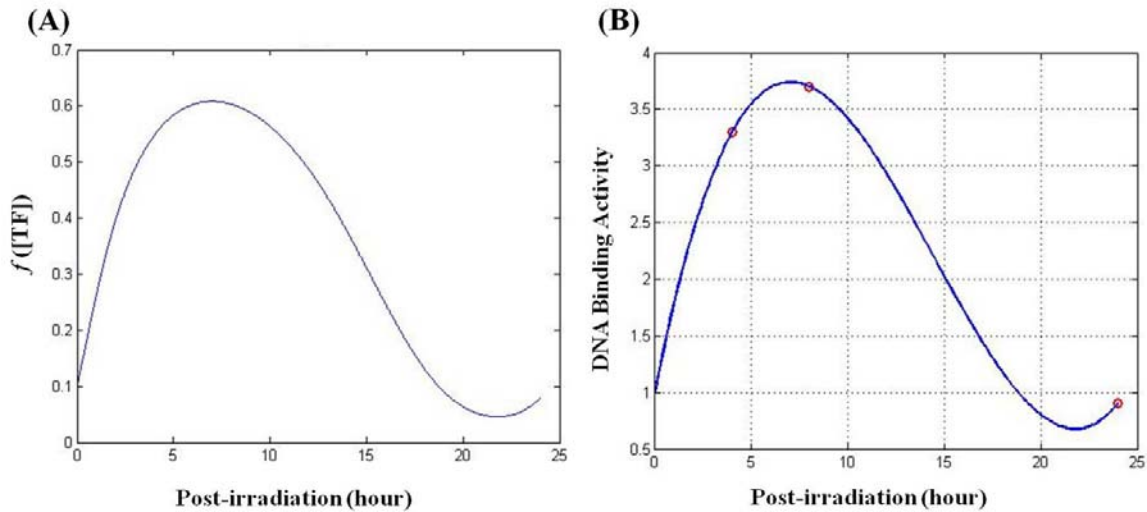 (A)
0.7
0.6
0.5
0.4
0.3
0.2
0.1
0
f([TF])
0 5 10 15 20 25
Post-irradiation (hour)
(B)
4
3.5
3
2.5
2
1.5
1
0.5
DNA Binding Activity
0 5 10 15 20 25
Post-irradiation (hour)